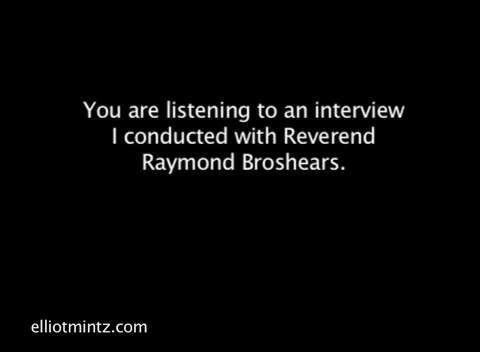 You are listening to an interview
I conducted with Reverend
Raymond Broshears.
elliotmintz.com